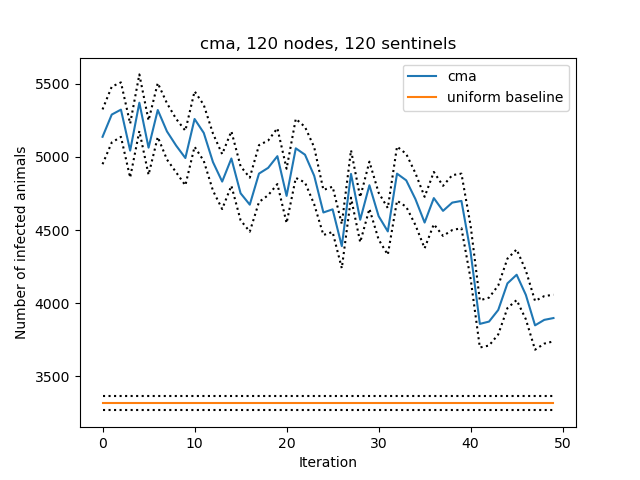 cma, 120 nodes, 120 sentinels
cma
uniform baseline
Number of infected animals
5500
5000
4500
4000
3500
0
10
20
30
40
50
Iteration